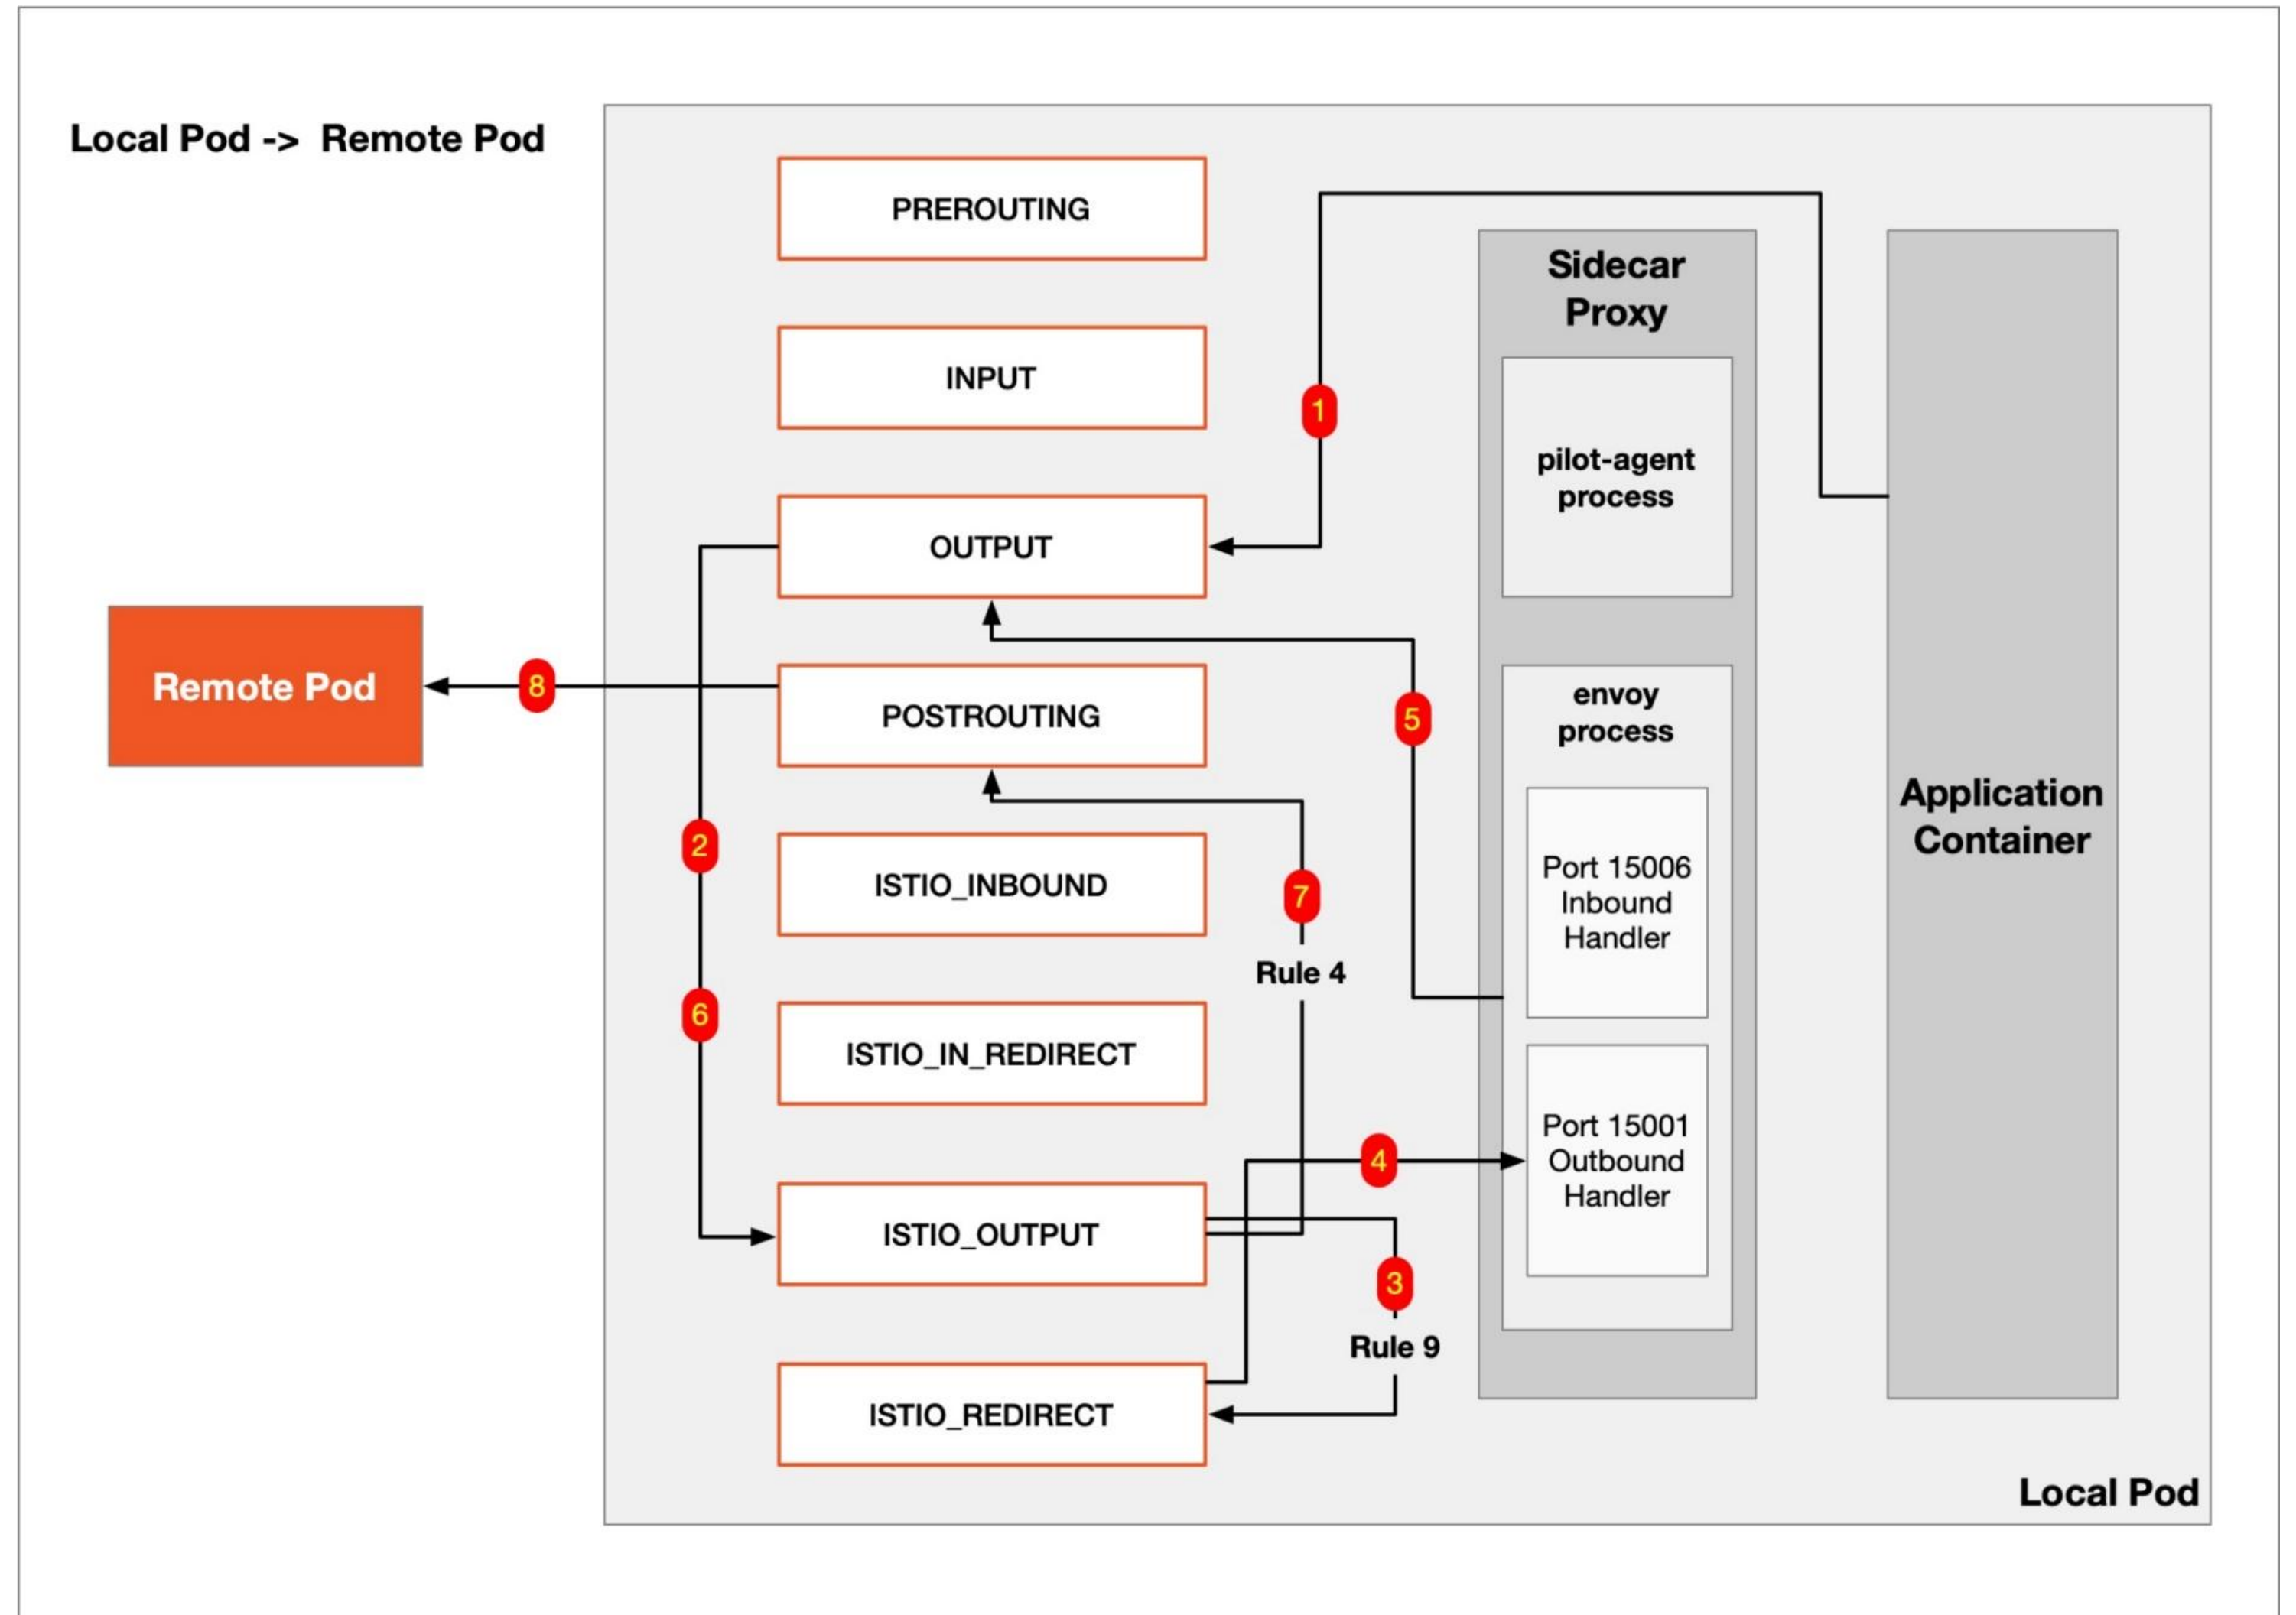 Local Pod -> Remote Pod
PREROUTING
INPUT
OUTPUT
POSTROUTING
ISTIO_INBOUND
ISTIO_IN_REDIRECT
ISTIO_OUTPUT
ISTIO_REDIRECT
Remote Pod
8
2
6
1
5
7
Rule 4
4
3
Rule 9
Sidecar
Proxy
pilot-agent
process
envoy
process
Port 15006
Inbound
Handler
Port 15001
Outbound
Handler
Application
Container
Local Pod